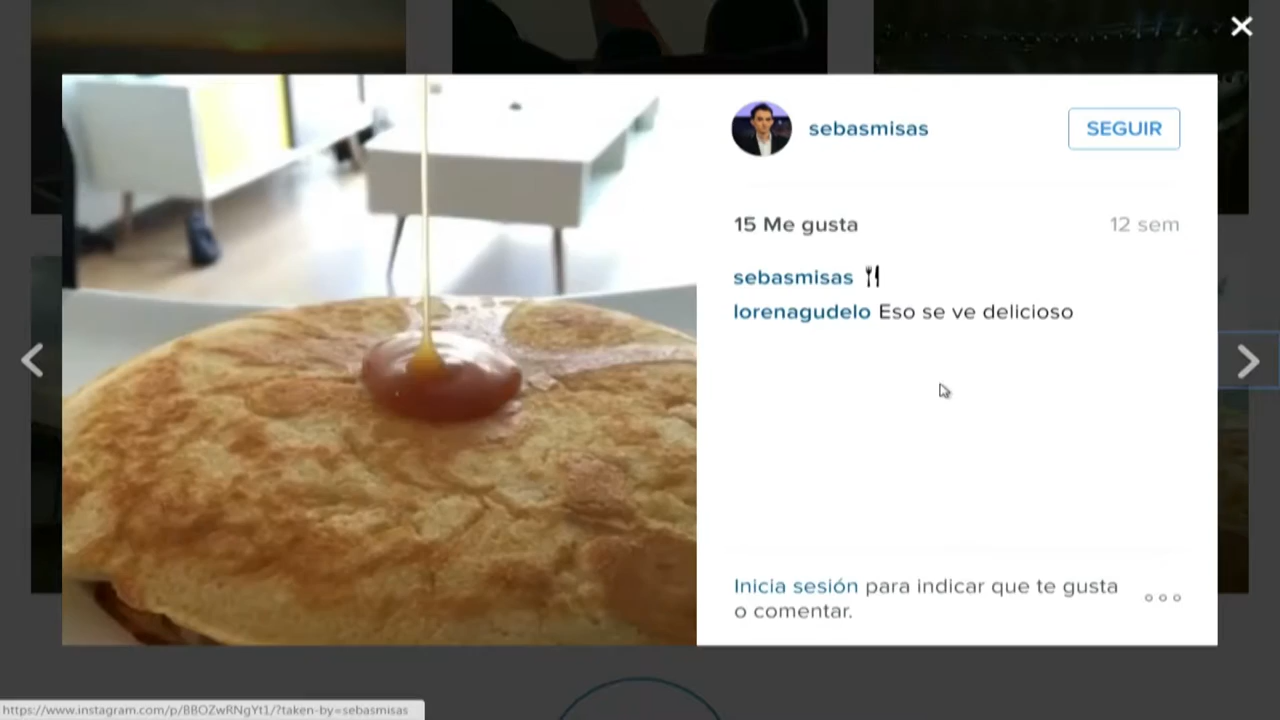 sebasmisas
SEGUIR
15 Me gusta
12 sem
sebasmisas
lorenagudelo Eso se ve delicioso
Inicia sesión para indicar que te gusta
o comentar.
https://www.instagram.com/p/BBOZwRNgYt1/?taken-by=sebasmisas